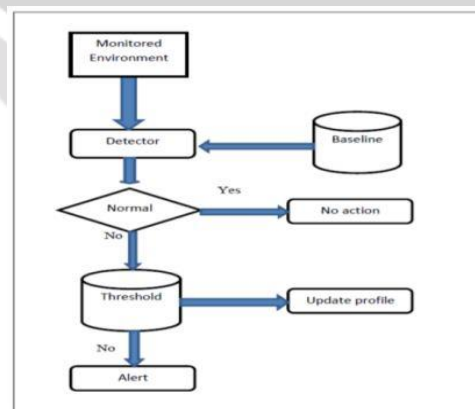 Monitored
Environment
Detector
Baseline
Yes
Normal
No action
No
Threshold
Update profile
No
Alert